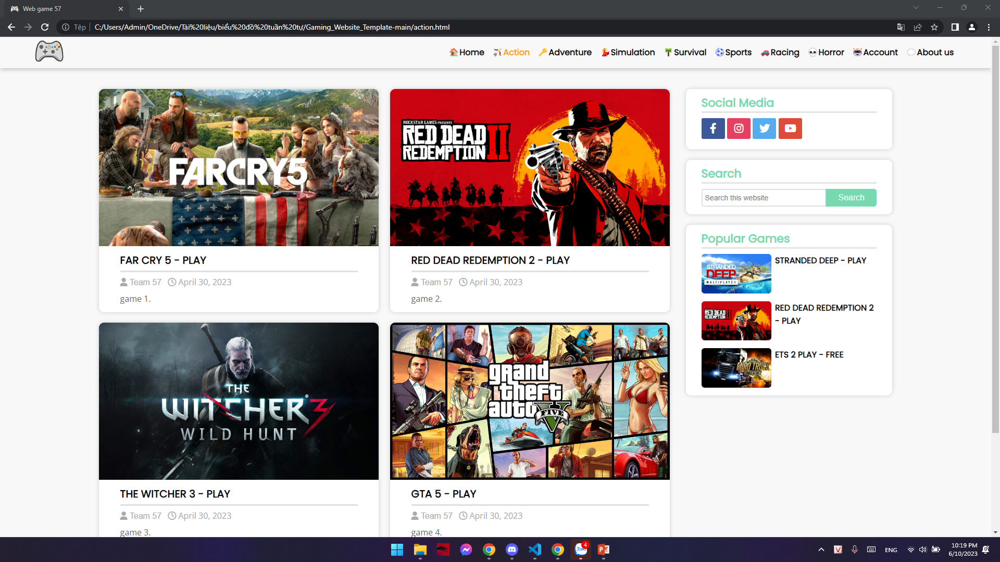 Web game 57
Tệp
C:/Users/Admin/OneDrive/Tài%20liệu/biểu%20đồ%20tuần%20tự/Gaming_Website_Template-main/action.html
Home
Action
Adventure
Simulation
Survival
Sports
Racing
Horror
Account
About us
FARCRY5
SINNER
FAR CRY 5 - PLAY
Team 57
April 30, 2023
game 1.
ROCKSTAR GAMES PRESENTS
RED DEAD
REDEMPTION II
RED DEAD REDEMPTION 2 - PLAY
Team 57
April 30, 2023
game 2.
THE
WITCHER 3
WILD HUNT
THE WITCHER 3 - PLAY
Team 57
April 30, 2023
game 3.
grand
theft
auto
V
FIVE
GTA 5 - PLAY
Team 57
April 30, 2023
game 4.
Social Media
Search
Search this website
Search
Popular Games
STRANDED
DEEP
MULTIPLAYER
STRANDED DEEP - PLAY
RED DEAD
REDEMPTION II
RED DEAD REDEMPTION 2
- PLAY
EURO TRUCK
SIMULATOR 2
ETS 2 PLAY - FREE
Zalo
4
V
ENG
10:19 PM
6/10/2023